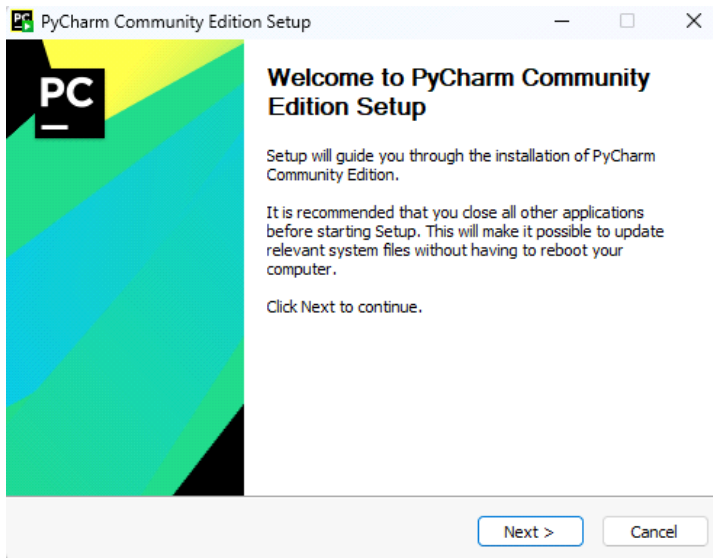 PyCharm Community Edition Setup
PC
Welcome to PyCharm Community
Edition Setup
Setup will guide you through the installation of PyCharm
Community Edition.
It is recommended that you close all other applications
before starting Setup. This will make it possible to update
relevant system files without having to reboot your
computer.
Click Next to continue.
Next >
Cancel